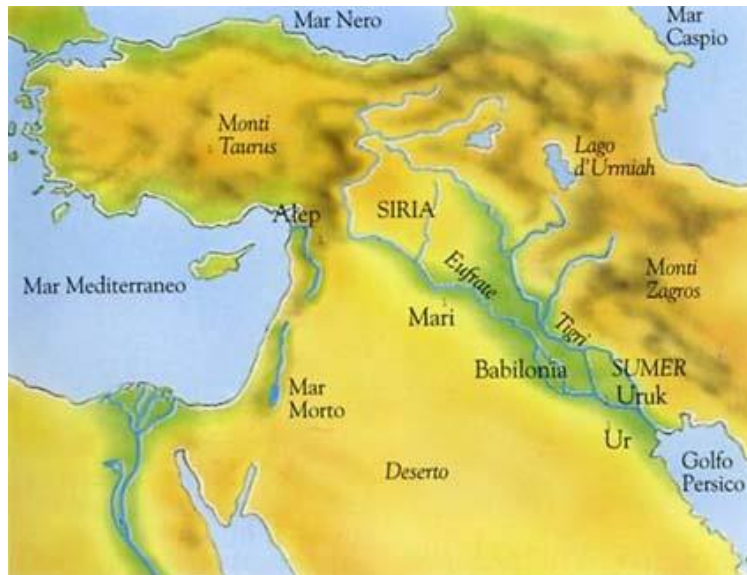 Mar Nero
Mar
Caspio
Monti
Taurus
Lago
d'Urmiah
Alep
SIRIA
Eufrate
Monti
Zagros
Mar Mediterraneo
Mari
Tigri
Babilonia
SUMER
Uruk
Mar
Morto
Ur
Deserto
Golfo
Persico